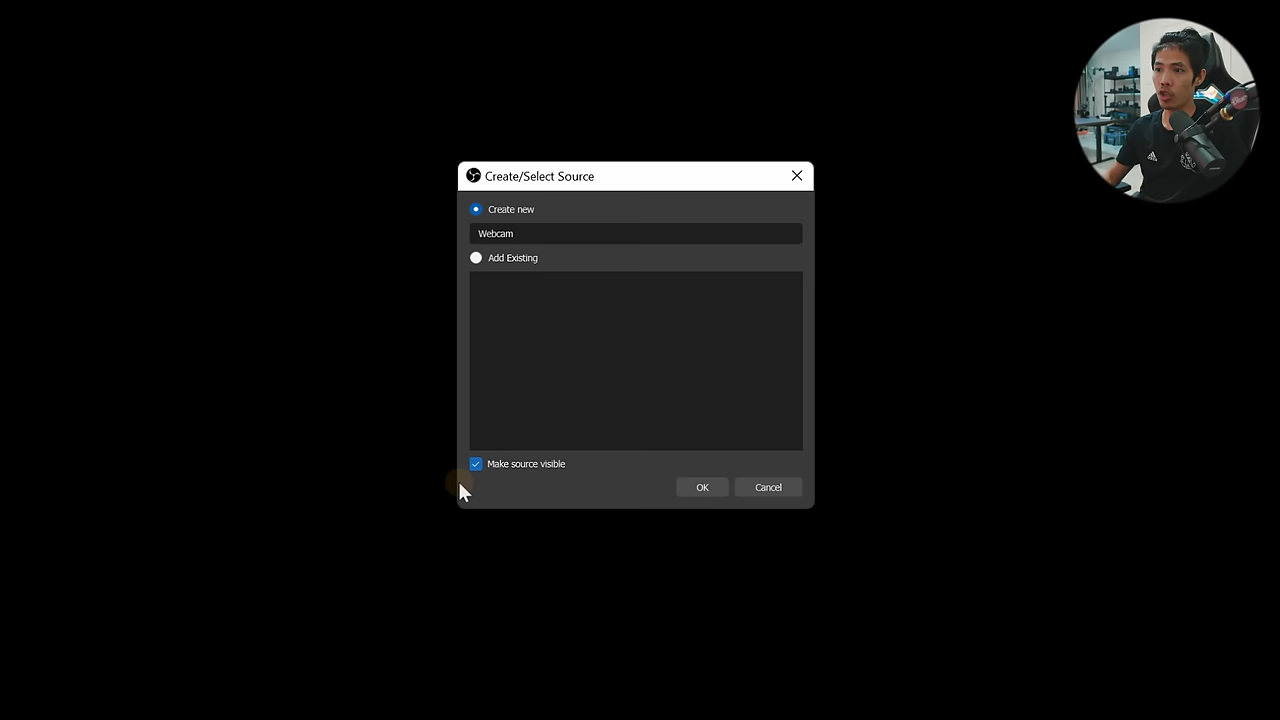 Create/Select Source
Create new
Webcam
Add Existing
Make source visible
OK
Cancel